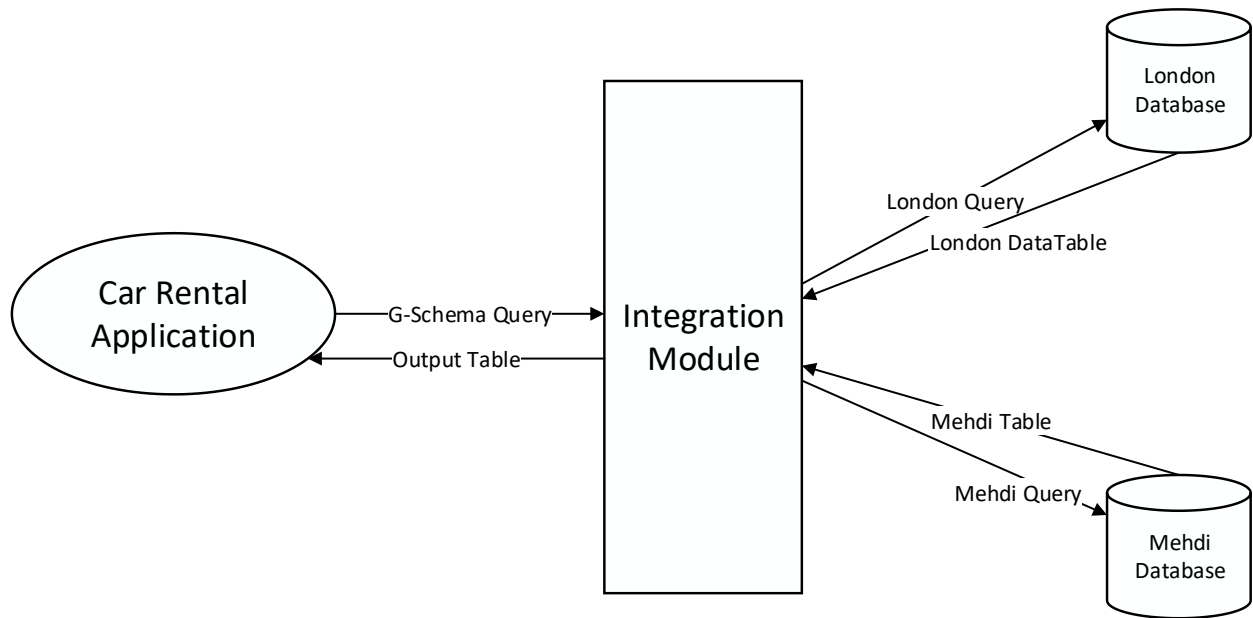 London
Database
London Query
London DataTable
Car Rental
Application
G-Schema Query
Output Table
Integration
Module
Mehdi Table
Mehdi Query
Mehdi
Database